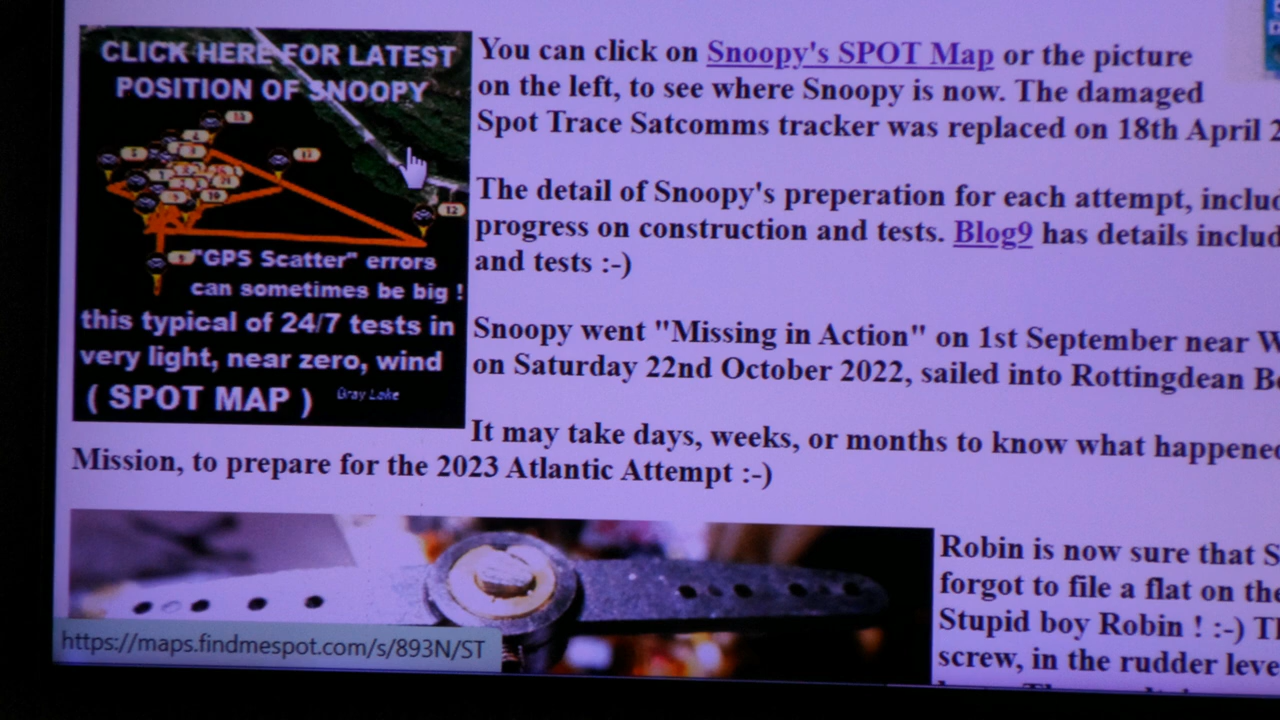 CLICK HERE FOR LATEST
POSITION OF SNOOPY
"GPS Scatter" errors
can sometimes be big !
this typical of 24/7 tests in
very light, near zero, wind
( SPOT MAP )
Gray Lake
You can click on Snoopy's SPOT Map or the picture
on the left, to see where Snoopy is now. The damaged
Spot Trace Satcomms tracker was replaced on 18th April 2
The detail of Snoopy's preperation for each attempt, includ
progress on construction and tests. Blog9 has details includ
and tests :-)
Snoopy went "Missing in Action" on 1st September near W
on Saturday 22nd October 2022, sailed into Rottingdean Be
It may take days, weeks, or months to know what happened
Mission, to prepare for the 2023 Atlantic Attempt :-)
Robin is now sure that S
forgot to file a flat on the
Stupid boy Robin ! :-) Th
screw, in the rudder leve
https://maps.findmespot.com/s/893N/ST